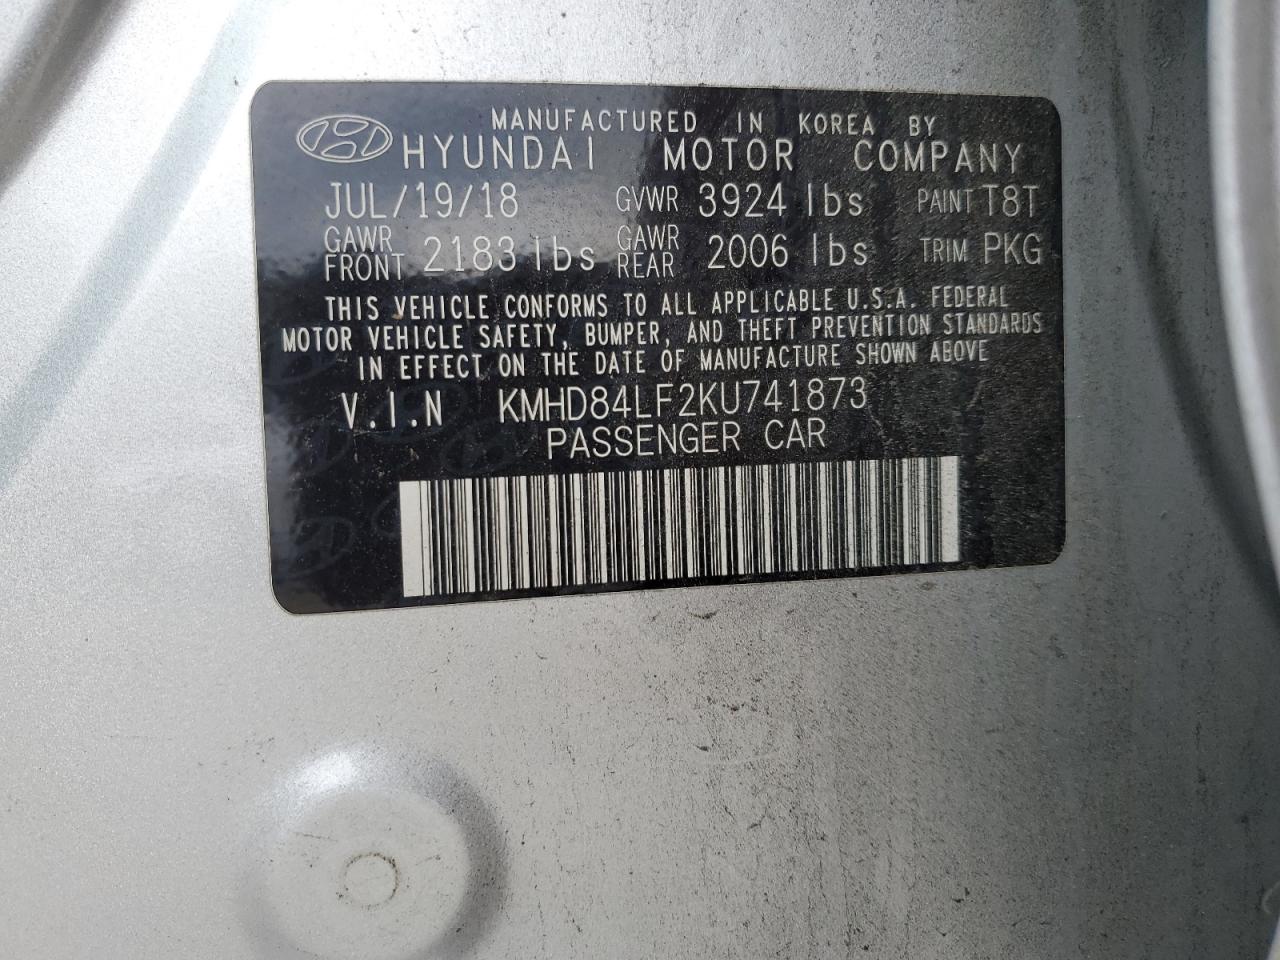 MANUFACTURED IN KOREA BY
HYUNDAI MOTOR COMPANY
JUL/19/18 GVWR 3924 lbs PAINT T8T
GAWR FRONT 2183 lbs GAWR REAR 2006 lbs TRIM PKG
THIS VEHICLE CONFORMS TO ALL APPLICABLE U.S.A. FEDERAL
MOTOR VEHICLE SAFETY, BUMPER, AND THEFT PREVENTION STANDARDS
IN EFFECT ON THE DATE OF MANUFACTURE SHOWN ABOVE
V.I.N KMHD84LF2KU741873
PASSENGER CAR